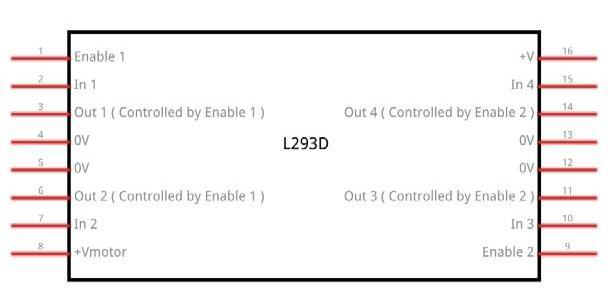 1 Enable 1 +V 16
2 In 1 In 4 15
3 Out 1 ( Controlled by Enable 1 ) Out 4 ( Controlled by Enable 2 ) 14
4 0V 0V 13
L293D
5 0V 0V 12
6 Out 2 ( Controlled by Enable 1 ) Out 3 ( Controlled by Enable 2 ) 11
7 In 2 In 3 10
8 +Vmotor Enable 2 9